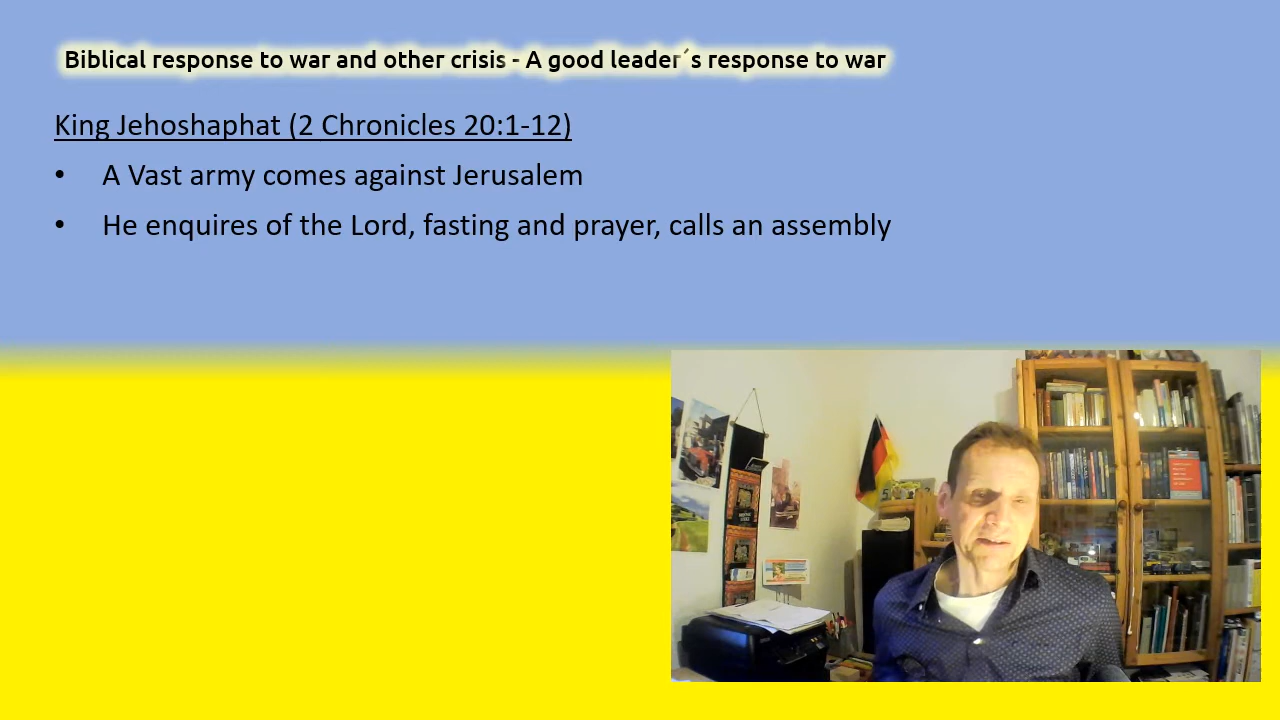 Biblical response to war and other crisis - A good leader´s response to war
King Jehoshaphat (2 Chronicles 20:1-12)
• A Vast army comes against Jerusalem
• He enquires of the Lord, fasting and prayer, calls an assembly